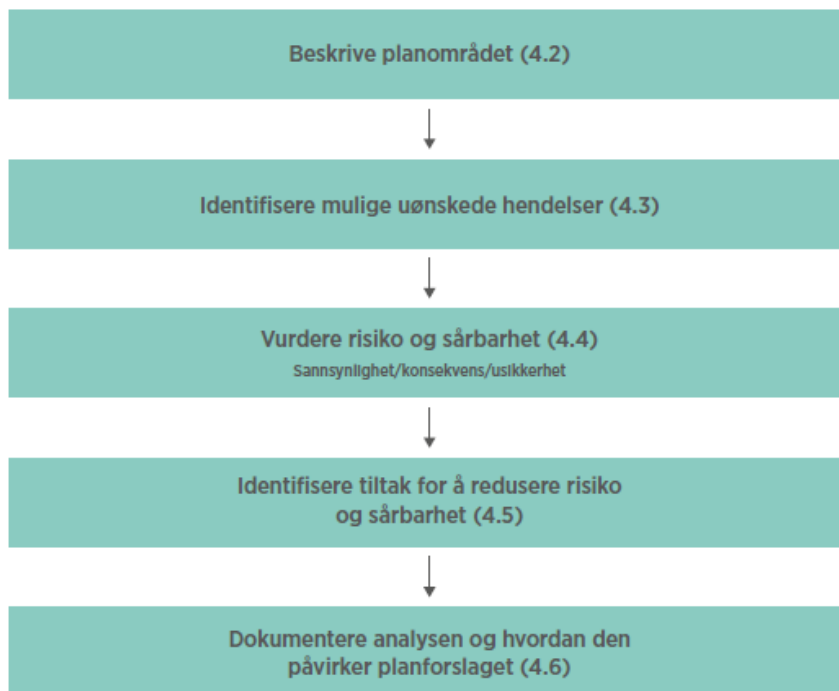 Beskrive planområdet (4.2)
Identifisere mulige uønskede hendelser (4.3)
Vurdere risiko og sårbarhet (4.4)
Sannsynlighet/konsekvens/usikkerhet
Identifisere tiltak for å redusere risiko
og sårbarhet (4.5)
Dokumentere analysen og hvordan den
påvirker planforslaget (4.6)